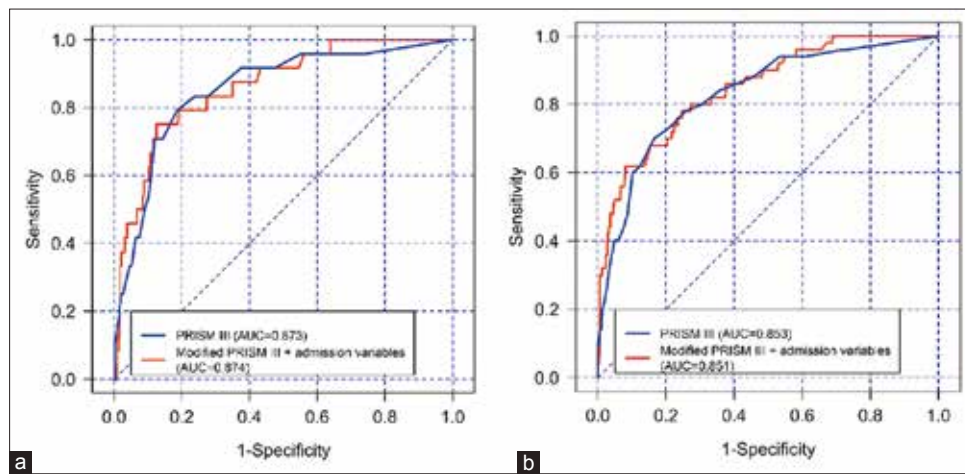 1.0
0.8
0.6
0.4
0.2
0.0
Sensitivity
PRISM III (AUC=0.873)
Modified PRISM III + admission variables
(AUC=0.874)
0.0 0.2 0.4 0.6 0.8 1.0
1-Specificity
a
1.0
0.8
0.6
0.4
0.2
0.0
Sensitivity
PRISM III (AUC=0.853)
Modified PRISM III + admission variables
(AUC=0.851)
0.0 0.2 0.4 0.6 0.8 1.0
1-Specificity
b